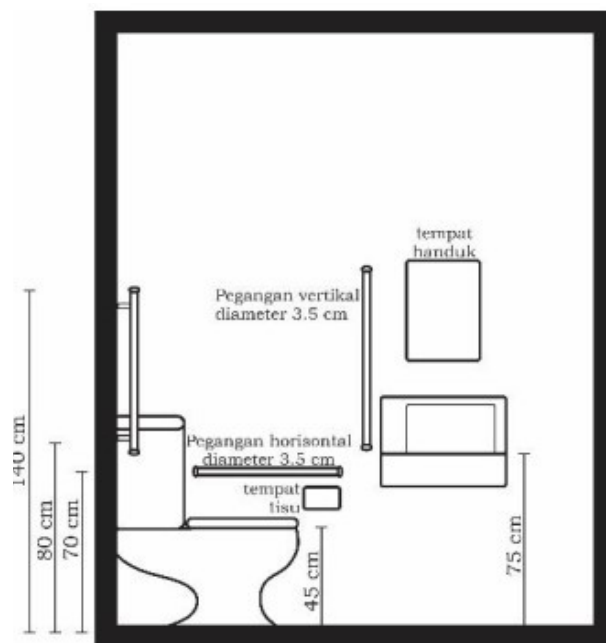 tempat
handuk
Pegangan vertikal
diameter 3.5 cm
Pegangan horisontal
diameter 3.5 cm
tempat
tisu
140 cm
80 cm
70 cm
45 cm
75 cm